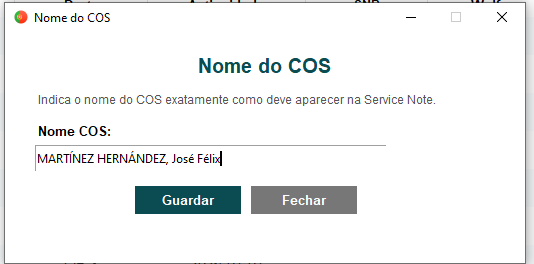 Nome do COS
Nome do COS
Indica o nome do COS exatamente como deve aparecer na Service Note.
Nome COS:
MARTÍNEZ HERNÁNDEZ, José Félix
Guardar
Fechar